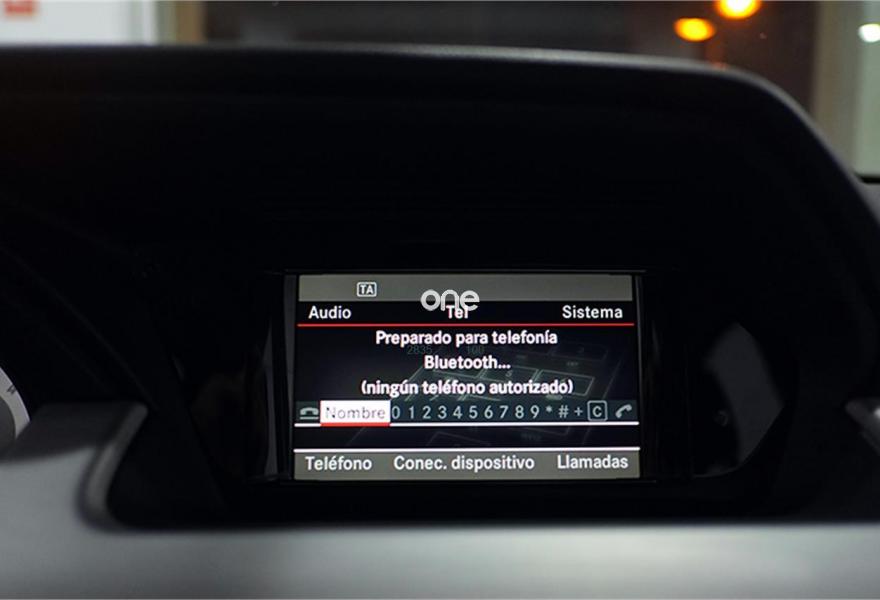 TA
one
Audio Tel Sistema
Preparado para telefonía
Bluetooth...
(ningún teléfono autorizado)
Nombre 0 1 2 3 4 5 6 7 8 9 * # + C
Teléfono Conec. dispositivo Llamadas